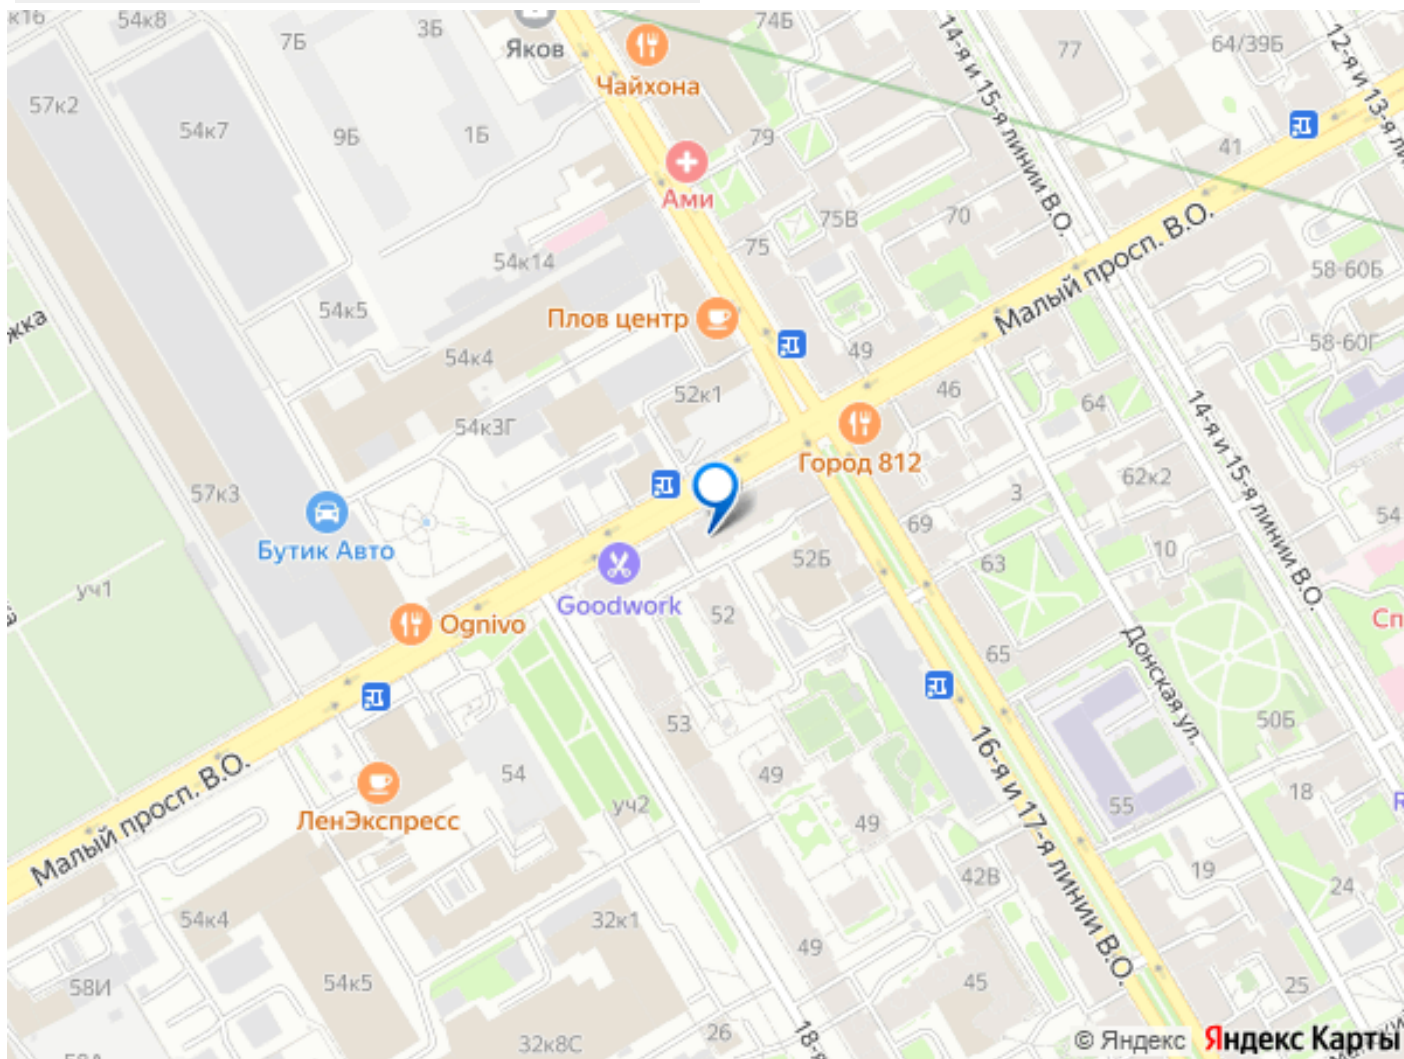 к16
54к8
7Б
3Б
Яков
74Б
Чайхона
14-я и 15-я линии В.О.
77
64/39Б
12-я и 13-я
57к2
54к7
9Б
1Б
79
41
Ами
75В
70
54к14
75
Малый просп. В.О.
58-60Б
54к5
Плов центр
54к4
49
58-60Г
52к1
46
64
54к3Г
Город 812
14-я и 15-я линии В.О.
57к3
3
62к2
Бутик Авто
69
54
10
уч1
52Б
63
Goodwork
Ognivo
52
Донская ул.
65
53
50Б
16-я и 17-я линии В.О.
54
49
18
Малый просп. В.О.
ЛенЭкспресс
уч2
49
55
19
42В
24
54к4
32к1
49
58И
54к5
45
25
26
18-я
32к8С
© Яндекс Яндекс Карты